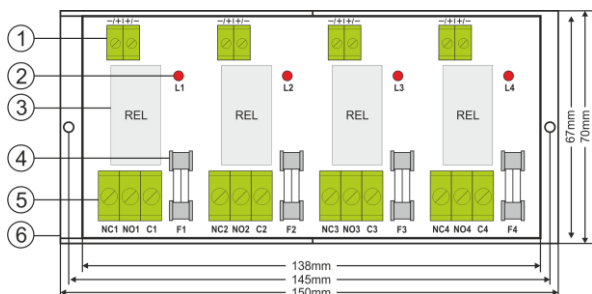 -/+ +/- -/+ +/- -/+ +/- -/+ +/-
1
2
L1 L2 L3 L4
3
REL REL REL REL
4
5
NC1 NO1 C1 F1 NC2 NO2 C2 F2 NC3 NO3 C3 F3 NC4 NO4 C4 F4
6
67mm
70mm
138mm
145mm
150mm